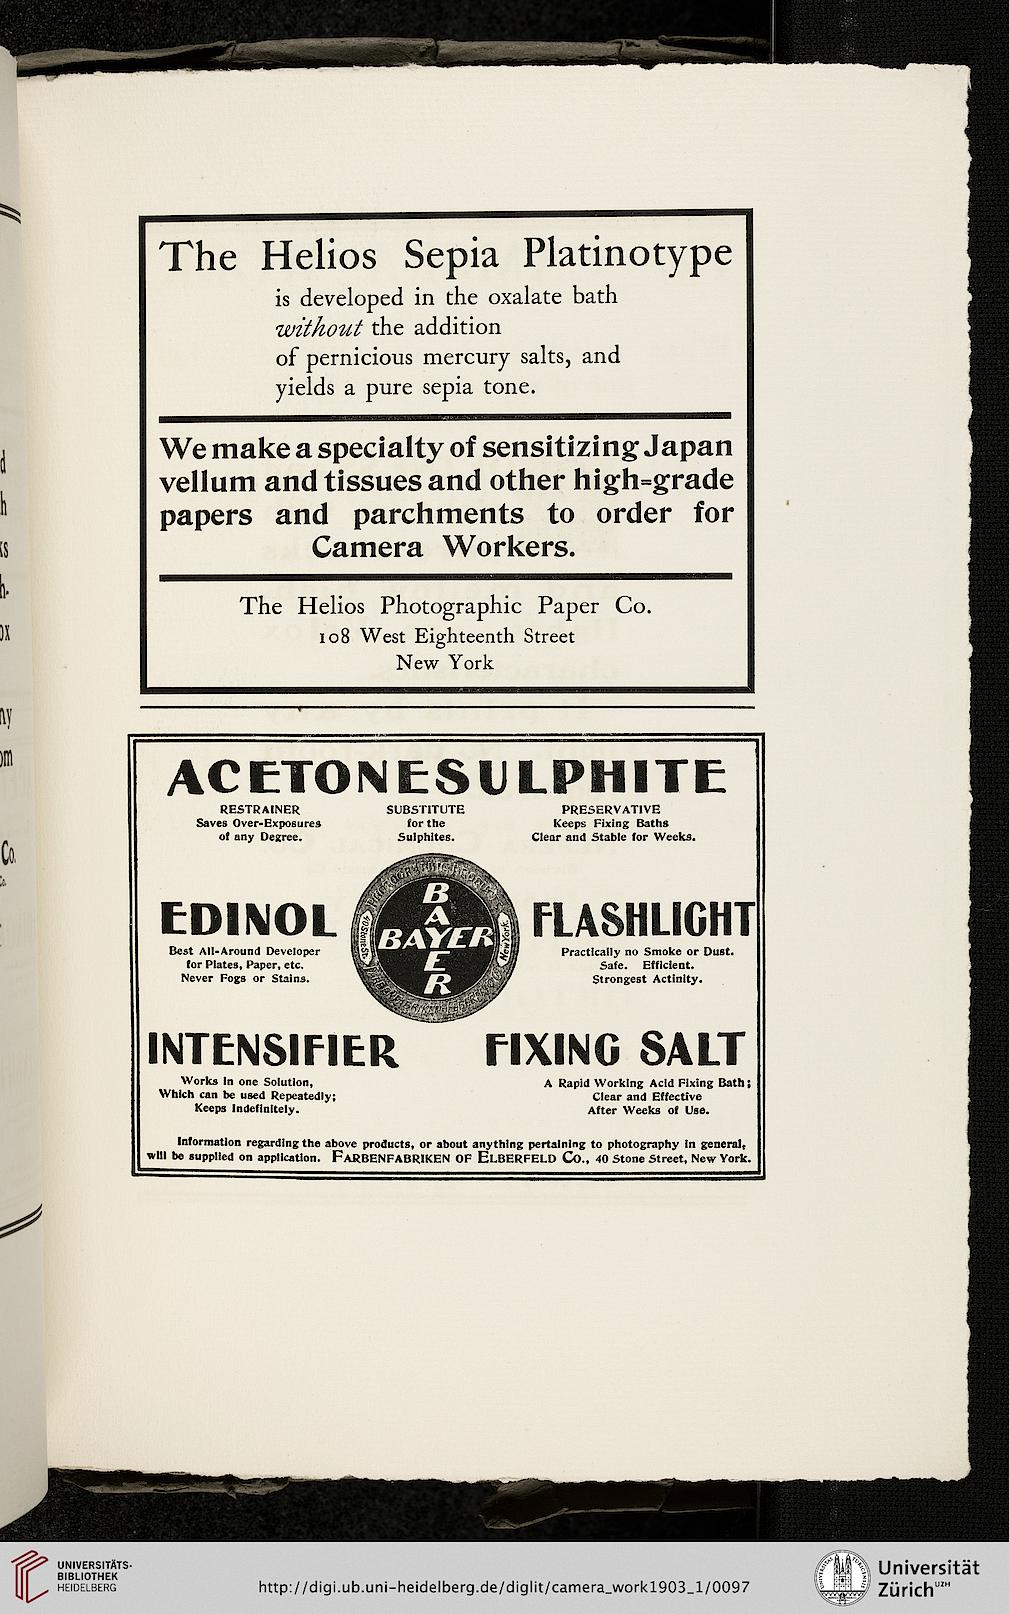 The Helios Sepia Platinotype
is developed in the oxalate bath
without the addition
of pernicious mercury salts, and
yields a pure sepia tone.
We make a specialty of sensitizing Japan
vellum and tissues and other high=grade
papers and parchments to order for
Camera Workers.
The Helios Photographic Paper Co.
108 West Eighteenth Street
New York
ACETONESULPHITE
RESTRAINER
Saves Over-Exposures
of any Degree.
SUBSTITUTE
for the
Sulphites.
PRESERVATIVE
Keeps Fixing Baths
Clear and Stable for Weeks.
EDINOL
Best All-Around Developer
for Plates, Paper, etc.
Never Fogs or Stains.
BAYER
BAYER
40 Stone St.
New York.
FLASHLIGHT
Practically no Smoke or Dust.
Safe. Efficient.
Strongest Actinity.
INTENSIFIER
Works in one Solution,
Which can be used Repeatedly;
Keeps Indefinitely.
FIXING SALT
A Rapid Working Acid Fixing Bath;
Clear and Effective
After Weeks of Use.
Information regarding the above products, or about anything pertaining to photography in general,
will be supplied on application. FARBENFABRIKEN OF ELBERFELD CO., 40 Stone Street, New York.
UNIVERSITÄTS-
BIBLIOTHEK
HEIDELBERG
http://digi.ub.uni-heidelberg.de/diglit/camera_work1903_1/0097
Universität
Zürich UZH